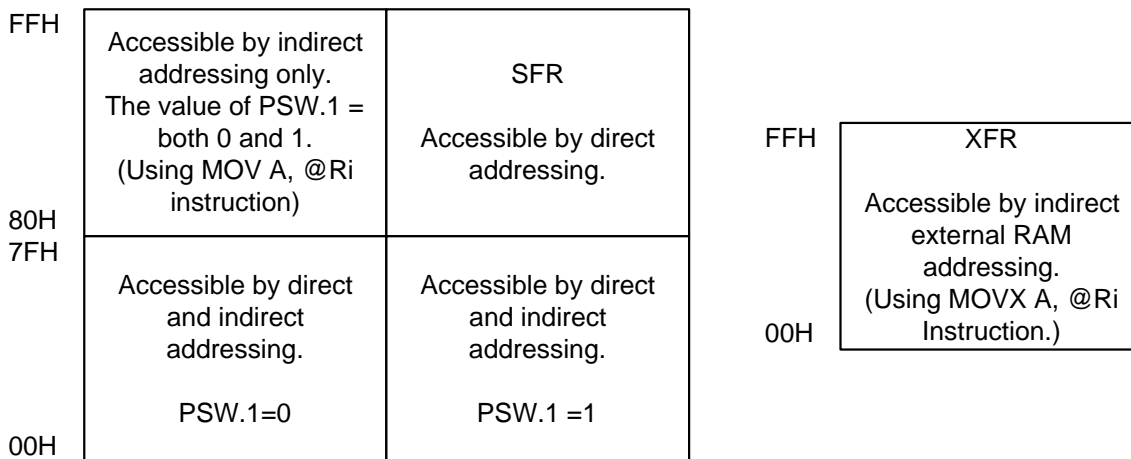 FFH
Accessible by indirect
addressing only.
The value of PSW.1 =
both 0 and 1.
(Using MOV A, @Ri
instruction)
80H
SFR
Accessible by direct
addressing.
7FH
Accessible by direct
and indirect
addressing.
PSW.1=0
00H
Accessible by direct
and indirect
addressing.
PSW.1 =1
FFH
XFR
Accessible by indirect
external RAM
addressing.
(Using MOVX A, @Ri
Instruction.)
00H